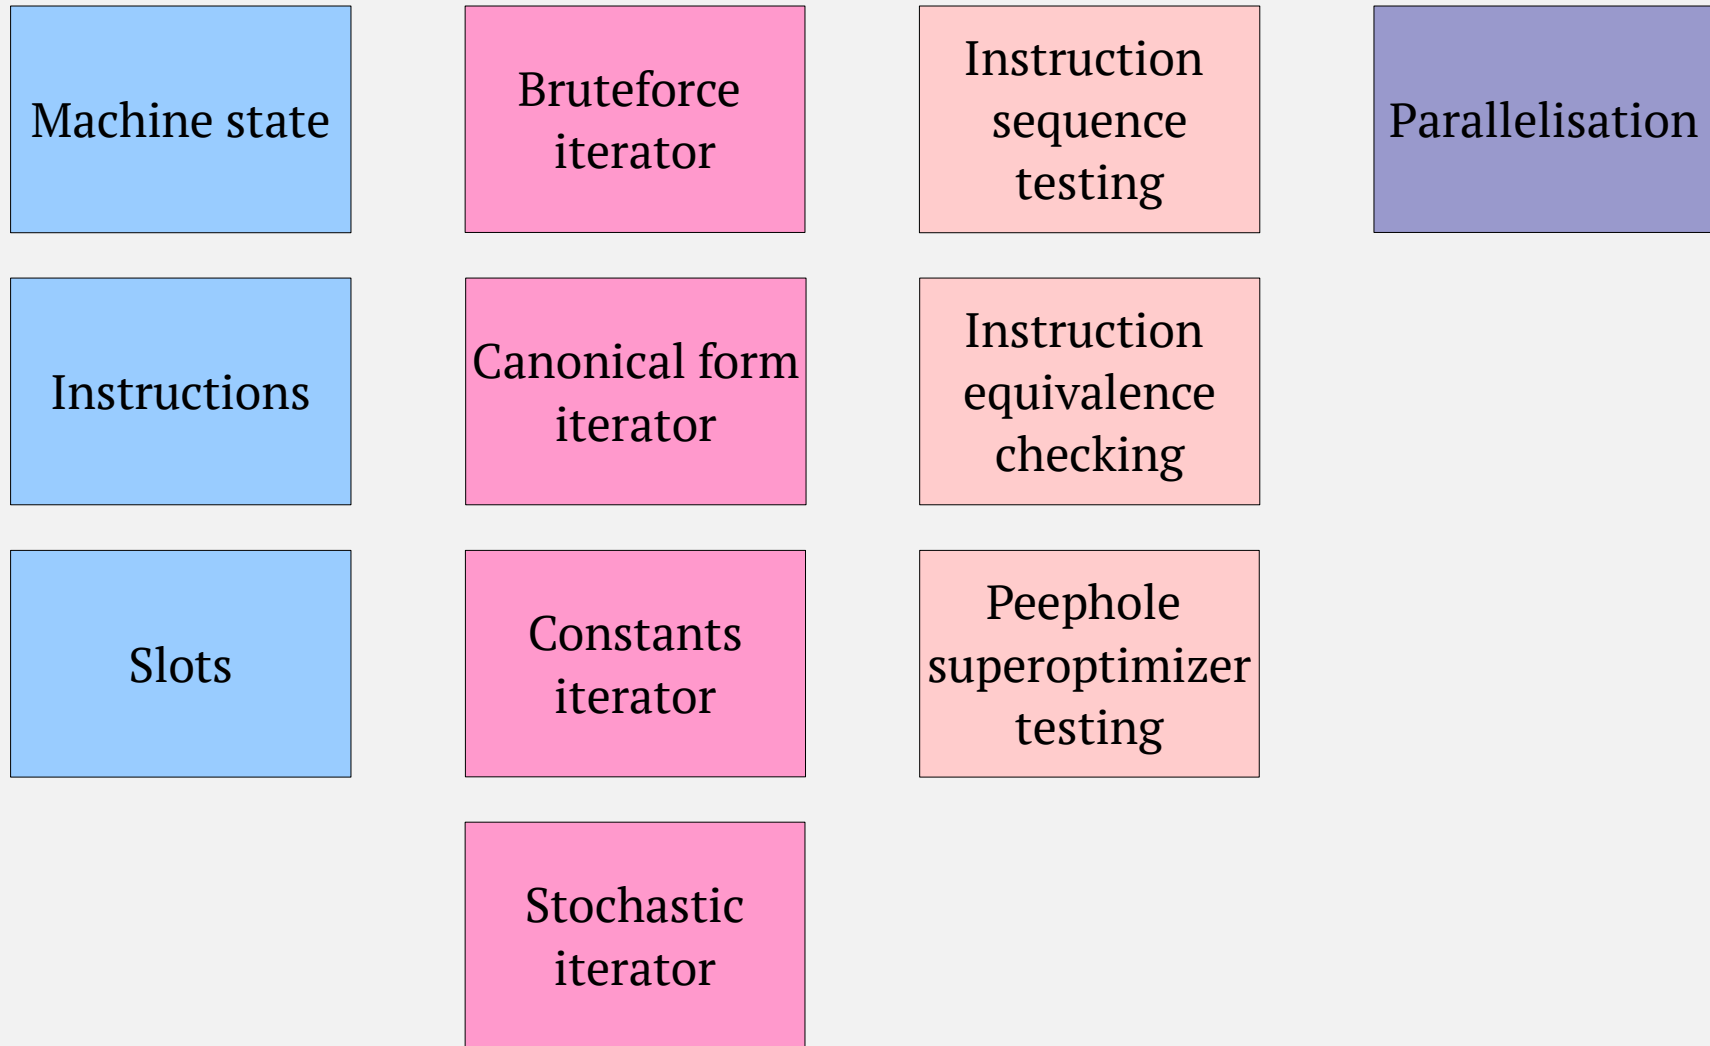 Machine state
Bruteforce
iterator
Instruction
sequence
testing
Parallelisation
Instructions
Canonical form
iterator
Instruction
equivalence
checking
Slots
Constants
iterator
Peephole
superoptimizer
testing
Stochastic
iterator